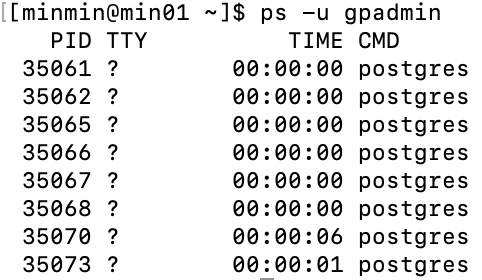 [[minmin@min01 ~]$ ps -u gpadmin
PID TTY TIME CMD
35061 ? 00:00:00 postgres
35062 ? 00:00:00 postgres
35065 ? 00:00:00 postgres
35066 ? 00:00:00 postgres
35067 ? 00:00:00 postgres
35068 ? 00:00:00 postgres
35070 ? 00:00:06 postgres
35073 ? 00:00:01 postgres